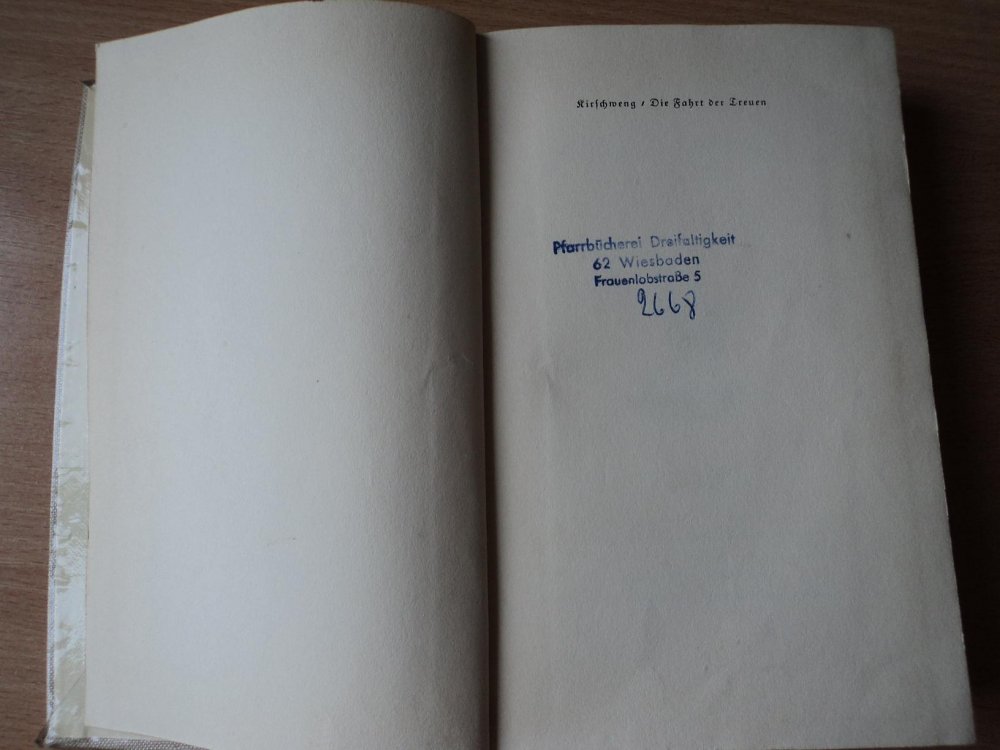 Kirschweng / Die Fahrt der Treuen
Pfarrbücherei Dreifaltigkeit
62 Wiesbaden
Frauenlobstraße 5
2668